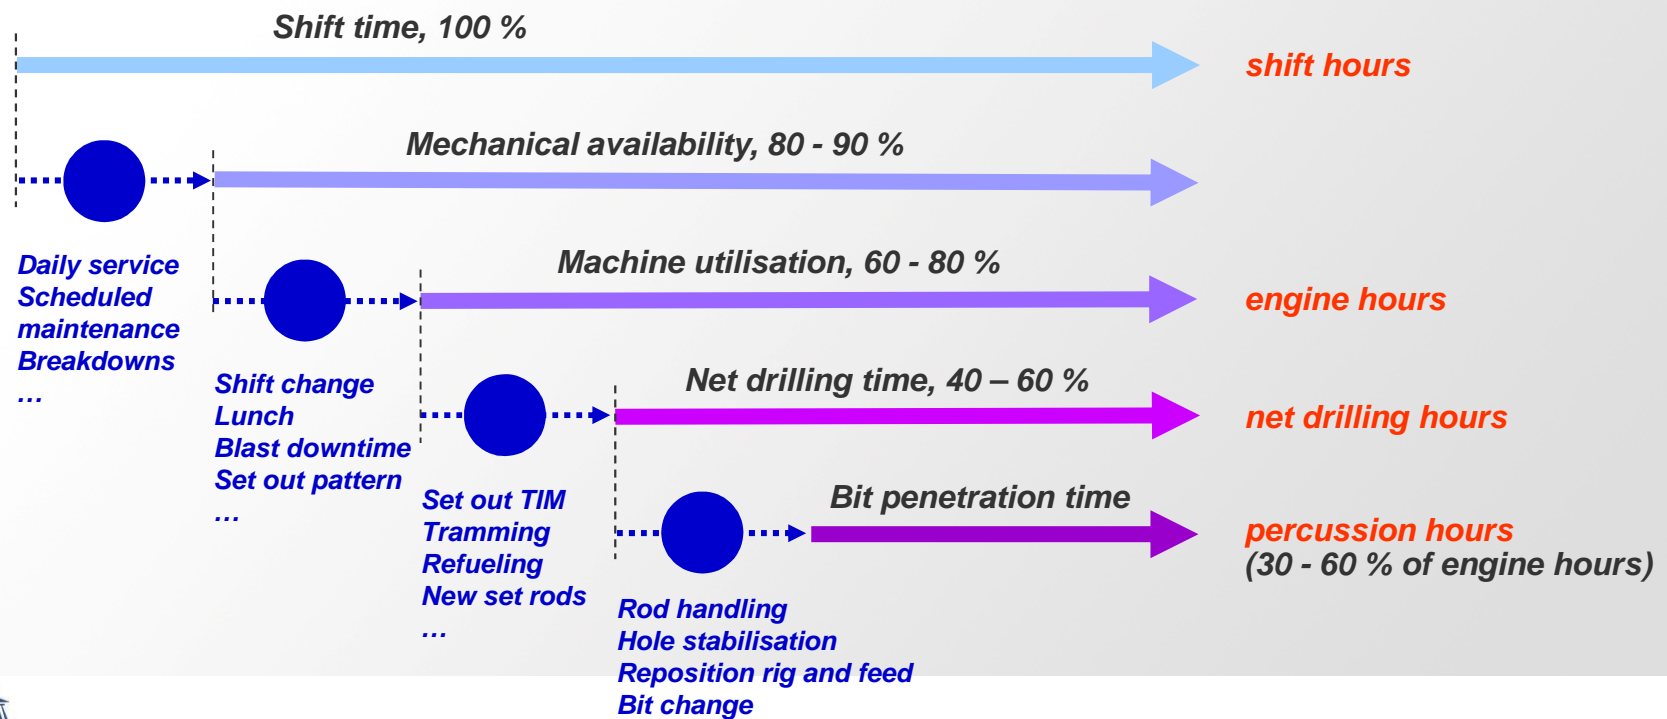 Shift time, 100 %
shift hours
Mechanical availability, 80 - 90 %
Daily service
Scheduled
maintenance
Breakdowns
…
Machine utilisation, 60 - 80 %
engine hours
Shift change
Lunch
Blast downtime
Set out pattern
…
Net drilling time, 40 – 60 %
net drilling hours
Set out TIM
Tramming
Refueling
New set rods
…
Bit penetration time
percussion hours
(30 - 60 % of engine hours)
Rod handling
Hole stabilisation
Reposition rig and feed
Bit change